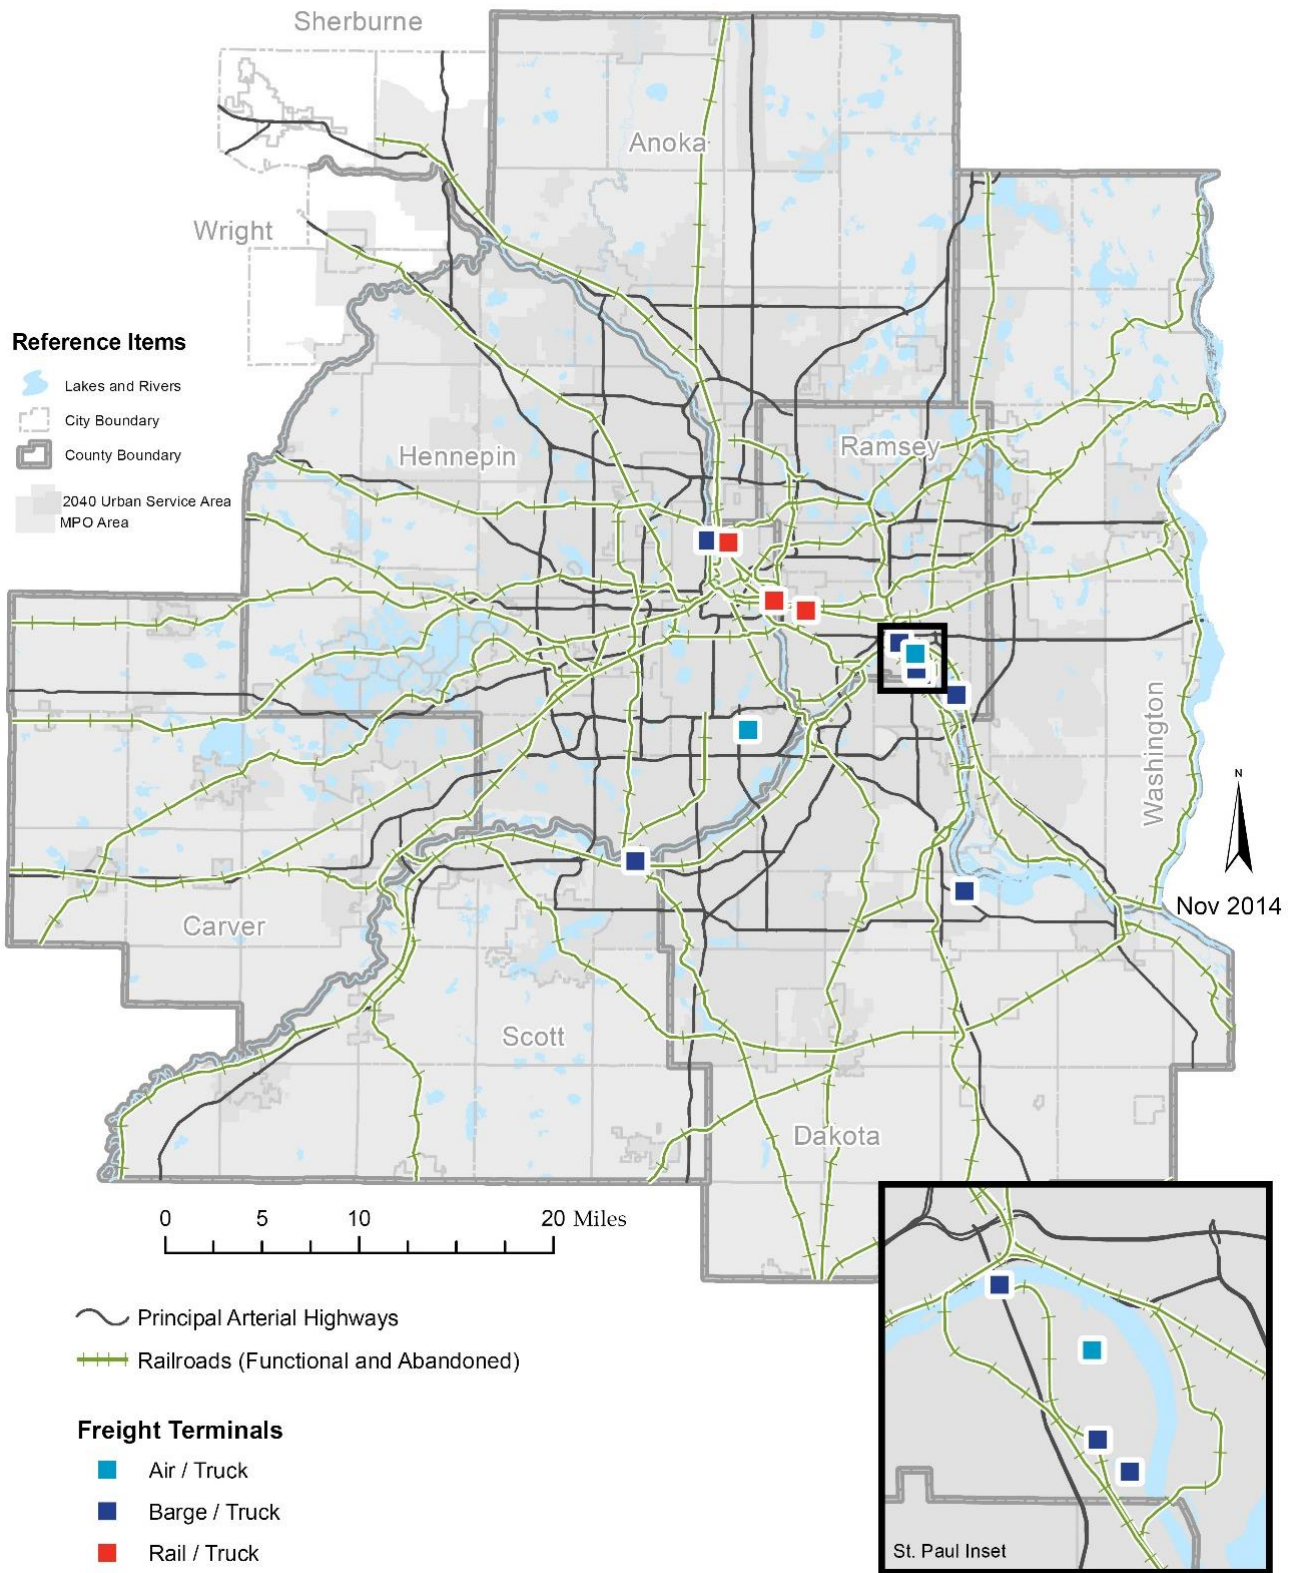 Sherburne
Anoka
Wright
Reference Items
Lakes and Rivers
City Boundary
County Boundary
2040 Urban Service Area
MPO Area
Hennepin
Ramsey
Washington
N
Nov 2014
Carver
Scott
Dakota
0 5 10 20 Miles
Principal Arterial Highways
Railroads (Functional and Abandoned)
Freight Terminals
Air / Truck
Barge / Truck
Rail / Truck
St. Paul Inset